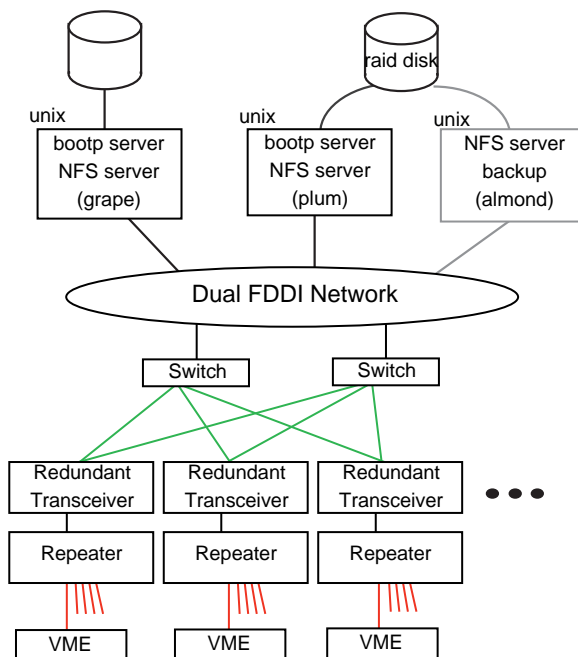 raid disk
unix
unix
unix
bootp server
NFS server
(grape)
bootp server
NFS server
(plum)
NFS server
backup
(almond)
Dual FDDI Network
Switch
Switch
Redundant
Transceiver
Redundant
Transceiver
Redundant
Transceiver
Repeater
Repeater
Repeater
VME
VME
VME